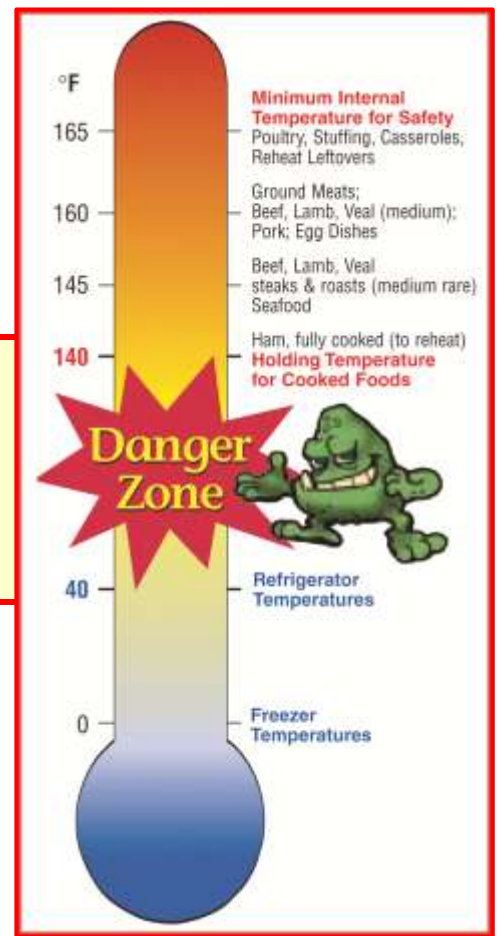 °F
165
Minimum Internal
Temperature for Safety
Poultry, Stuffing, Casseroles,
Reheat Leftovers
160
Ground Meats;
Beef, Lamb, Veal (medium);
Pork; Egg Dishes
145
Beef, Lamb, Veal
steaks & roasts (medium rare)
Seafood
140
Ham, fully cooked (to reheat)
Holding Temperature
for Cooked Foods
Danger
Zone
40
Refrigerator
Temperatures
0
Freezer
Temperatures